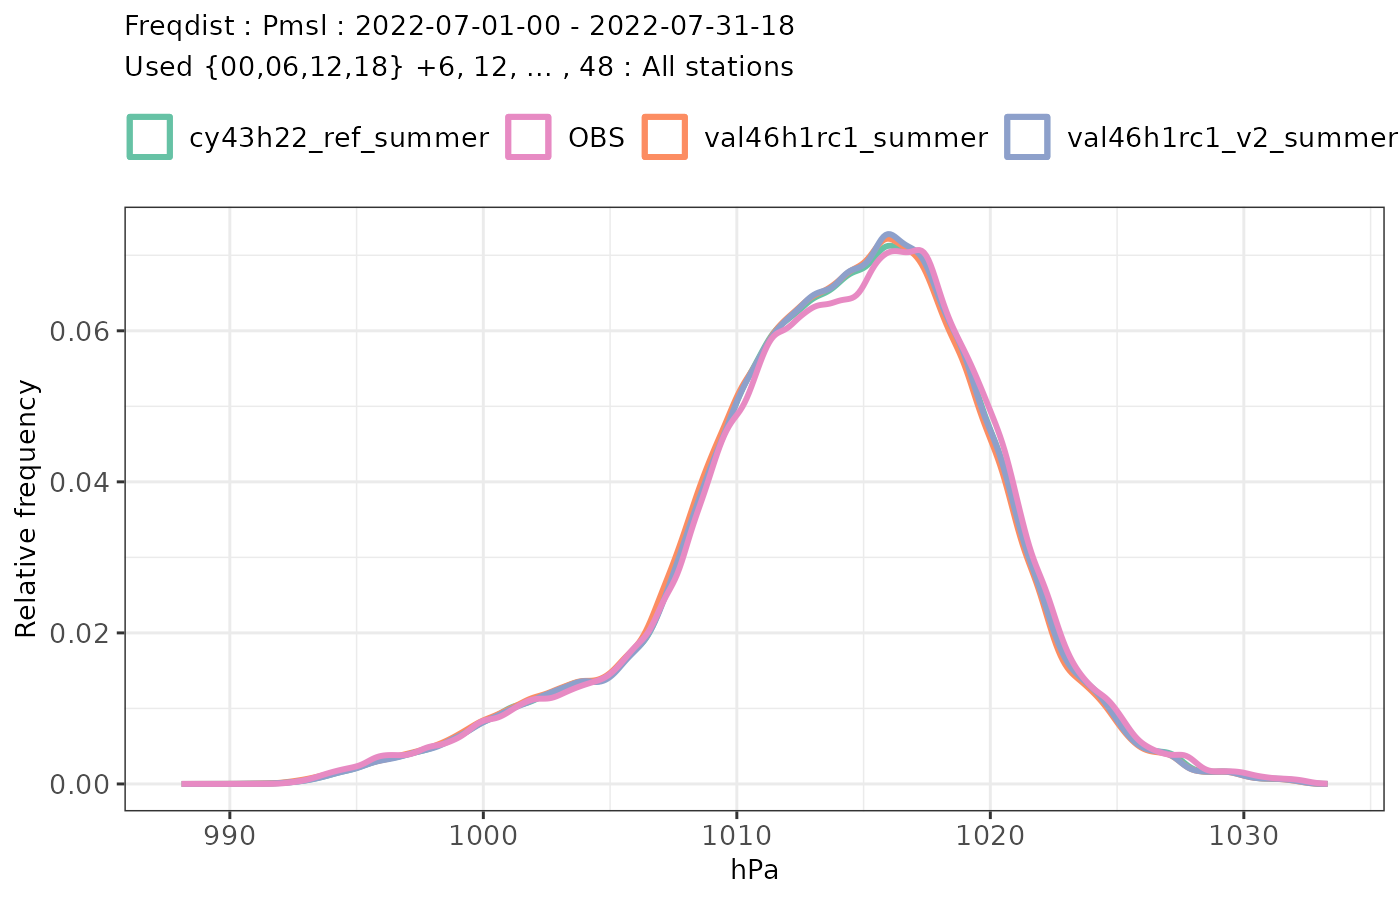 Freqdist : Pmsl : 2022-07-01-00 - 2022-07-31-18
Used {00,06,12,18} +6, 12, ... , 48 : All stations
cy43h22_ref_summer OBS val46h1rc1_summer val46h1rc1_v2_summer
Relative frequency
0.06
0.04
0.02
0.00
990 1000 1010 1020 1030
hPa